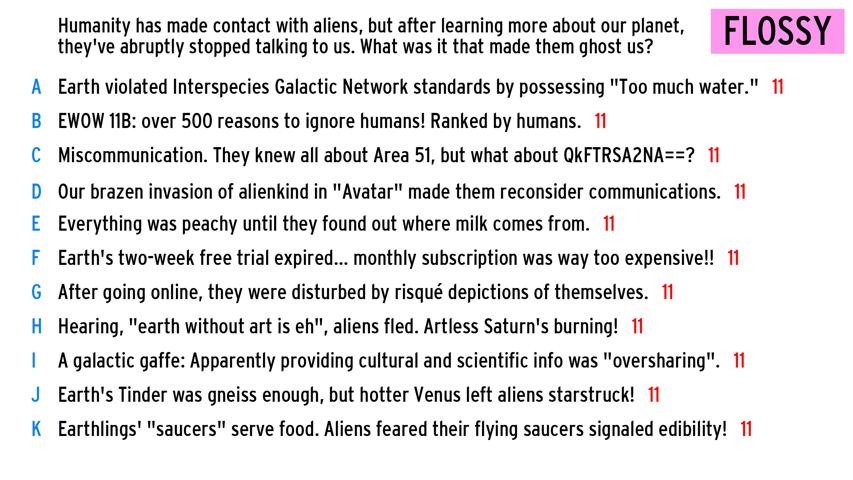 Humanity has made contact with aliens, but after learning more about our planet,
they've abruptly stopped talking to us. What was it that made them ghost us?
FLOSSY
A Earth violated Interspecies Galactic Network standards by possessing "Too much water." 11
B EWOW 11B: over 500 reasons to ignore humans! Ranked by humans. 11
C Miscommunication. They knew all about Area 51, but what about QkFTRSA2NA==? 11
D Our brazen invasion of alienkind in "Avatar" made them reconsider communications. 11
E Everything was peachy until they found out where milk comes from. 11
F Earth's two-week free trial expired... monthly subscription was way too expensive!! 11
G After going online, they were disturbed by risqué depictions of themselves. 11
H Hearing, "earth without art is eh", aliens fled. Artless Saturn's burning! 11
I A galactic gaffe: Apparently providing cultural and scientific info was "oversharing". 11
J Earth's Tinder was gneiss enough, but hotter Venus left aliens starstruck! 11
K Earthlings' "saucers" serve food. Aliens feared their flying saucers signaled edibility! 11